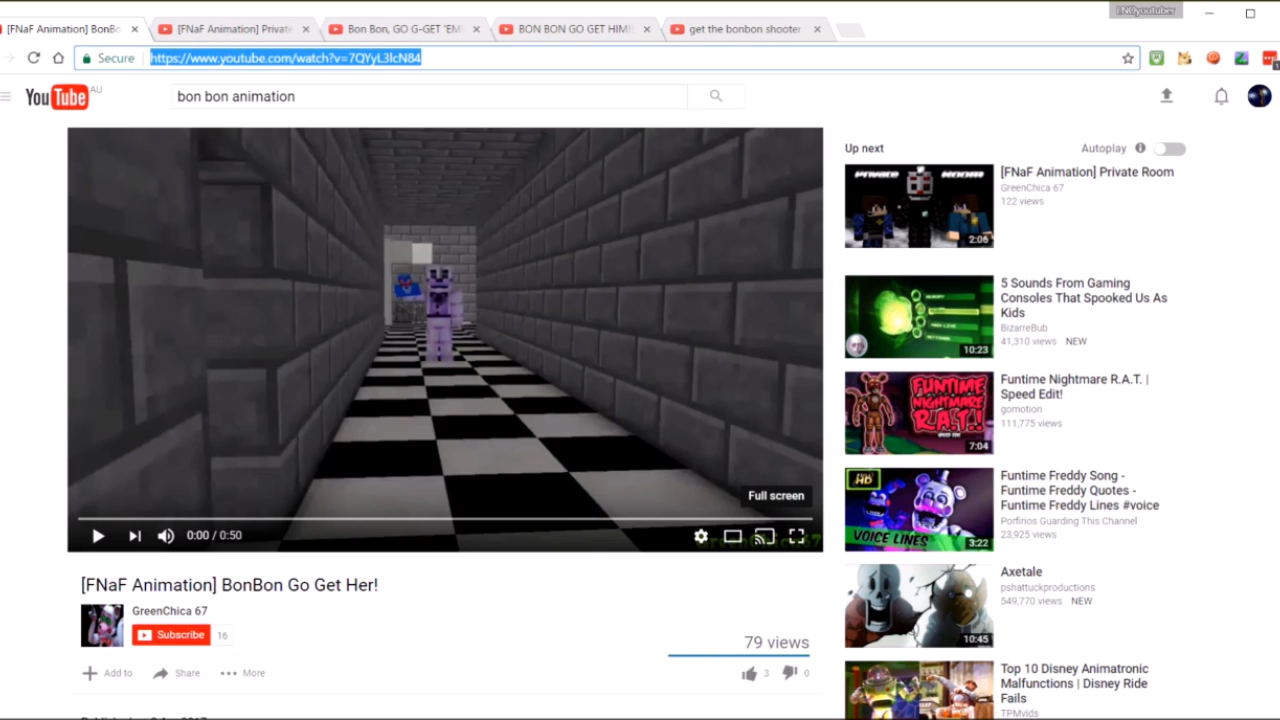 ENOyoutuber
[FNaF Animation] BonBo
[FNaF Animation] Private
Bon Bon, GO G-GET 'EM
BON BON GO GET HIM!
get the bonbon shooter
Secure
https://www.youtube.com/watch?v=7QYyL3lcN84
1
YouTube AU
bon bon animation
Full screen
0:00 / 0:50
[FNaF Animation] BonBon Go Get Her!
GreenChica 67
Subscribe 16
79 views
Add to
Share
More
3
0
Up next
Autoplay
PRIVATE ROOM
2:06
[FNaF Animation] Private Room
GreenChica 67
122 views
10:23
5 Sounds From Gaming
Consoles That Spooked Us As
Kids
BizarreBub
41,310 views NEW
FUNTIME
NIGHTMARE
R.A.T.!
7:04
Funtime Nightmare R.A.T. |
Speed Edit!
gomotion
111,775 views
VOICE LINES
3:22
Funtime Freddy Song -
Funtime Freddy Quotes -
Funtime Freddy Lines #voice
Porfirios Guarding This Channel
23,925 views
10:45
Axetale
pshattuckproductions
549,770 views NEW
Top 10 Disney Animatronic
Malfunctions | Disney Ride
Fails
TPMvids